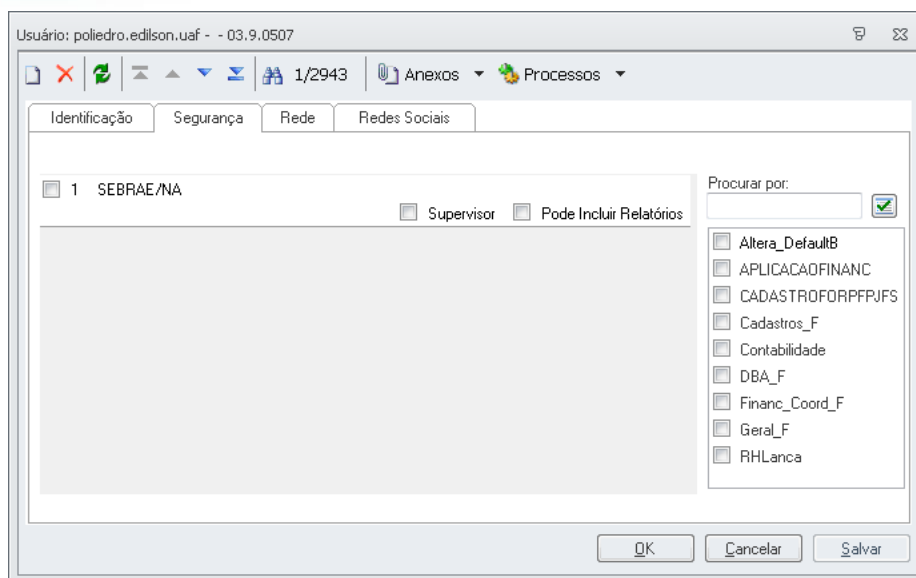 Usuário: poliedro.edilson.uaf - - 03.9.0507
1/2943 Anexos Processos
Identificação Segurança Rede Redes Sociais
1 SEBRAE/NA
Supervisor Pode Incluir Relatórios
Procurar por:
Altera_DefaultB
APLICACAOFINANC
CADASTROFORPFPJFS
Cadastros_F
Contabilidade
DBA_F
Financ_Coord_F
Geral_F
RHLanca
OK Cancelar Salvar